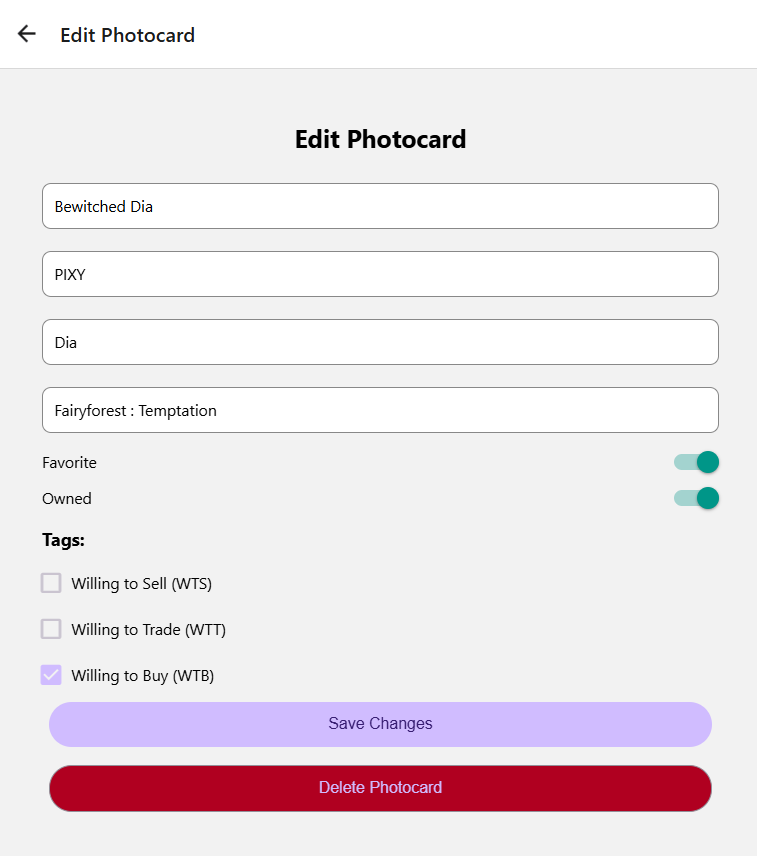 Edit Photocard
Edit Photocard
Bewitched Dia
PIXY
Dia
Fairyforest : Temptation
Favorite
Owned
Tags:
Willing to Sell (WTS)
Willing to Trade (WTT)
Willing to Buy (WTB)
Save Changes
Delete Photocard